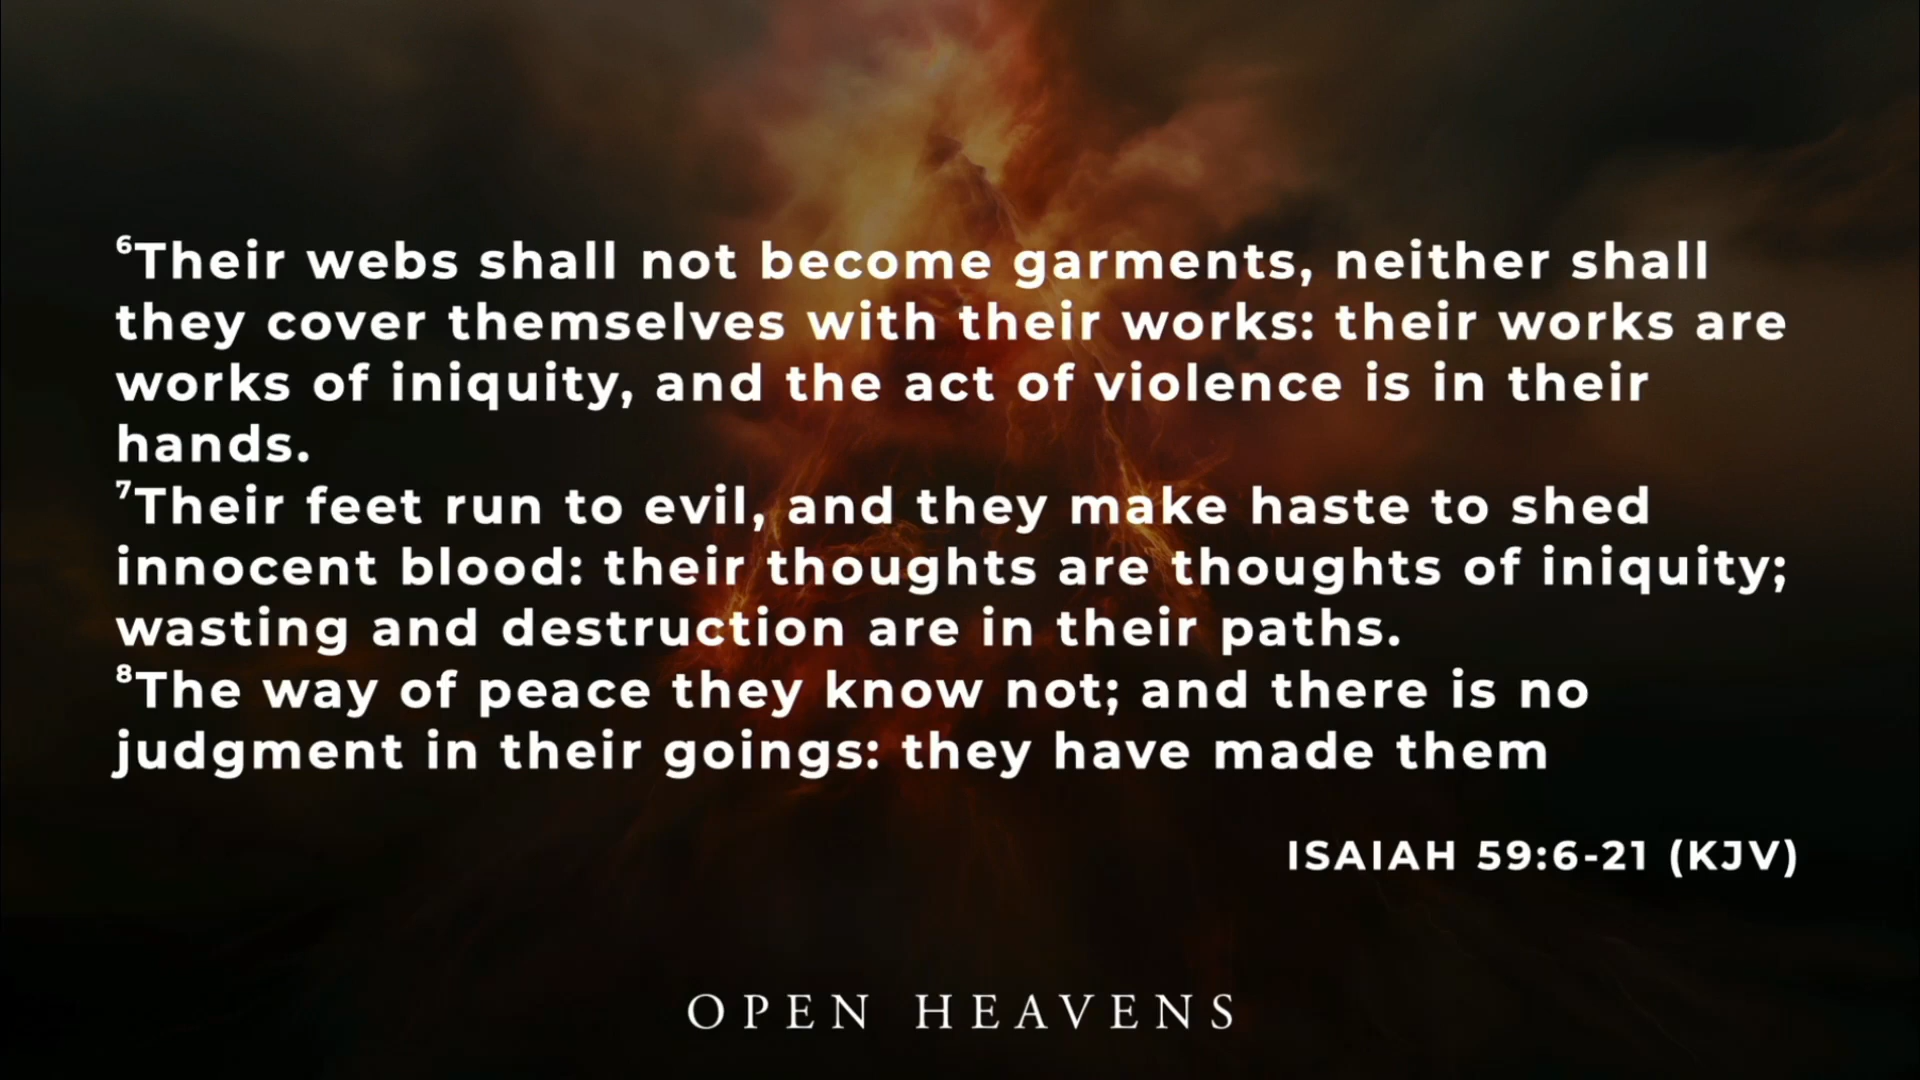 ⁶Their webs shall not become garments, neither shall
they cover themselves with their works: their works are
works of iniquity, and the act of violence is in their
hands.
⁷Their feet run to evil, and they make haste to shed
innocent blood: their thoughts are thoughts of iniquity;
wasting and destruction are in their paths.
⁸The way of peace they know not; and there is no
judgment in their goings: they have made them
ISAIAH 59:6-21 (KJV)
OPEN HEAVENS